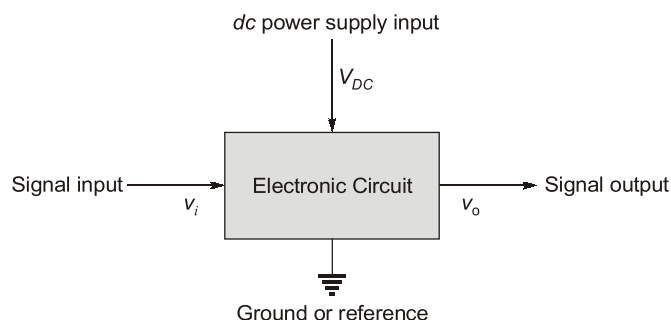 dc power supply input
V_DC
Signal input
Electronic Circuit
Signal output
v_i
v_o
Ground or reference